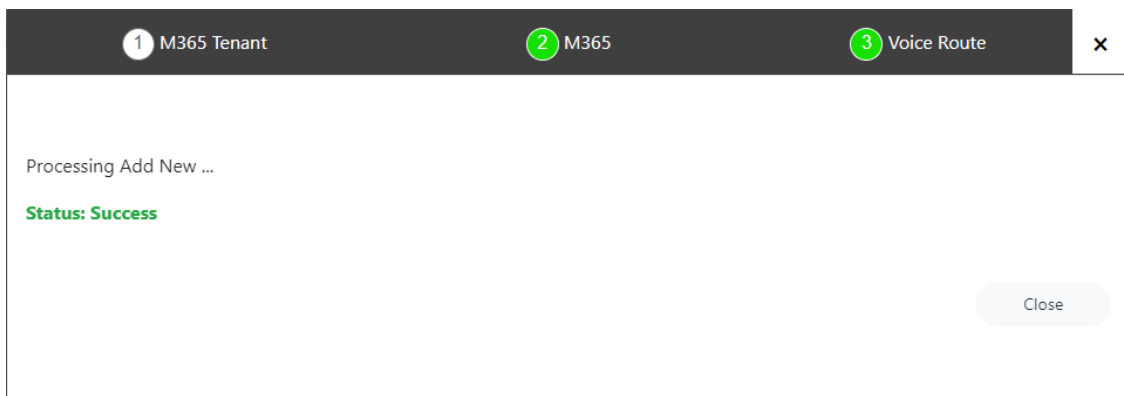 1 M365 Tenant 2 M365 3 Voice Route ×
Processing Add New ...
Status: Success
Close